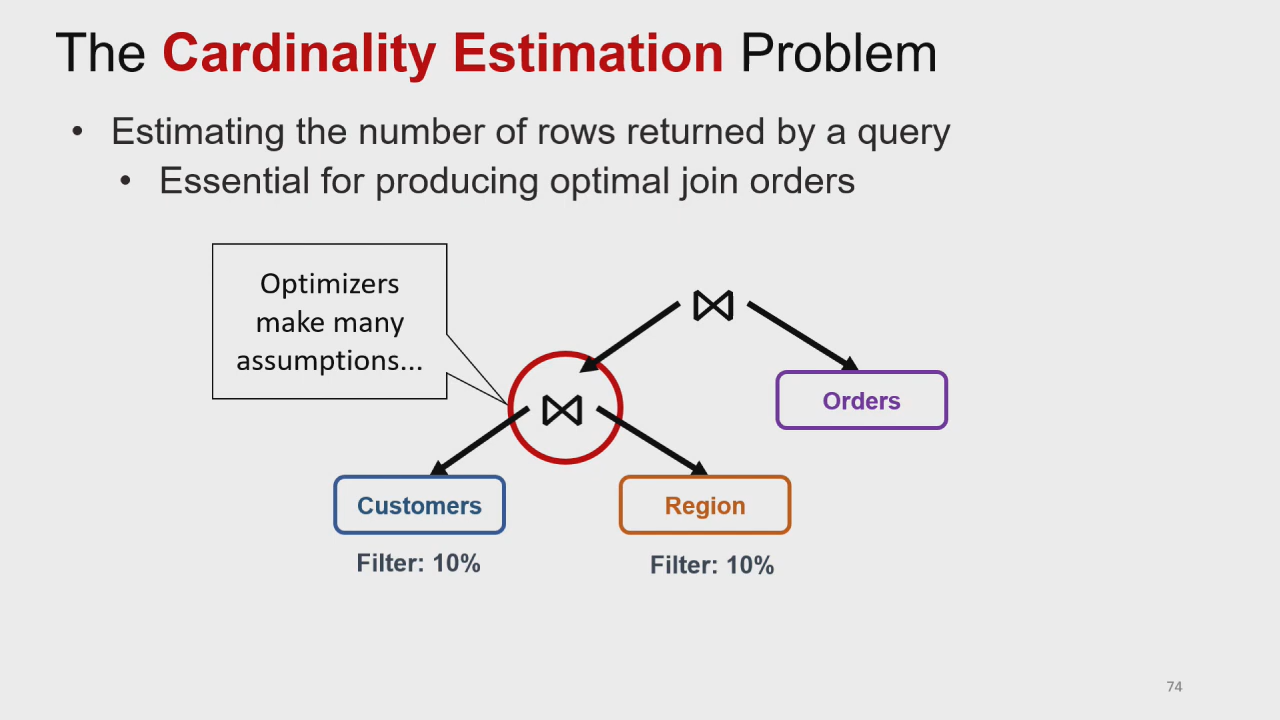 The Cardinality Estimation Problem
• Estimating the number of rows returned by a query
• Essential for producing optimal join orders
Optimizers
make many
assumptions...
⋈
Orders
⋈
Customers
Region
Filter: 10%
Filter: 10%
74